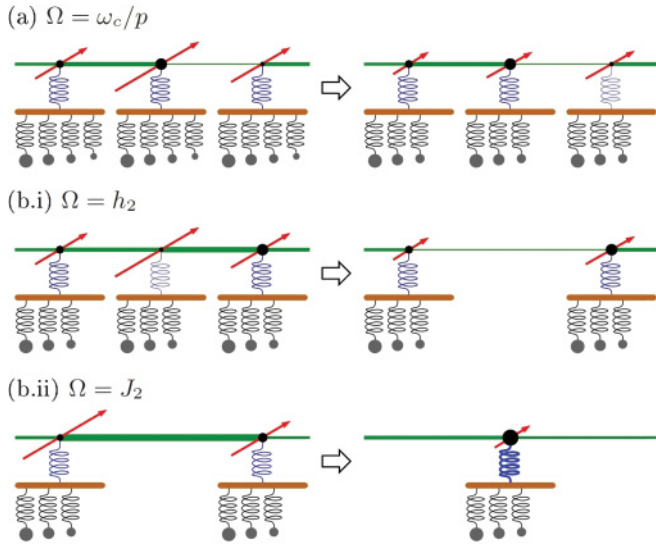 (a) Ω = ω_c/p
(b.i) Ω = h_2
(b.ii) Ω = J_2